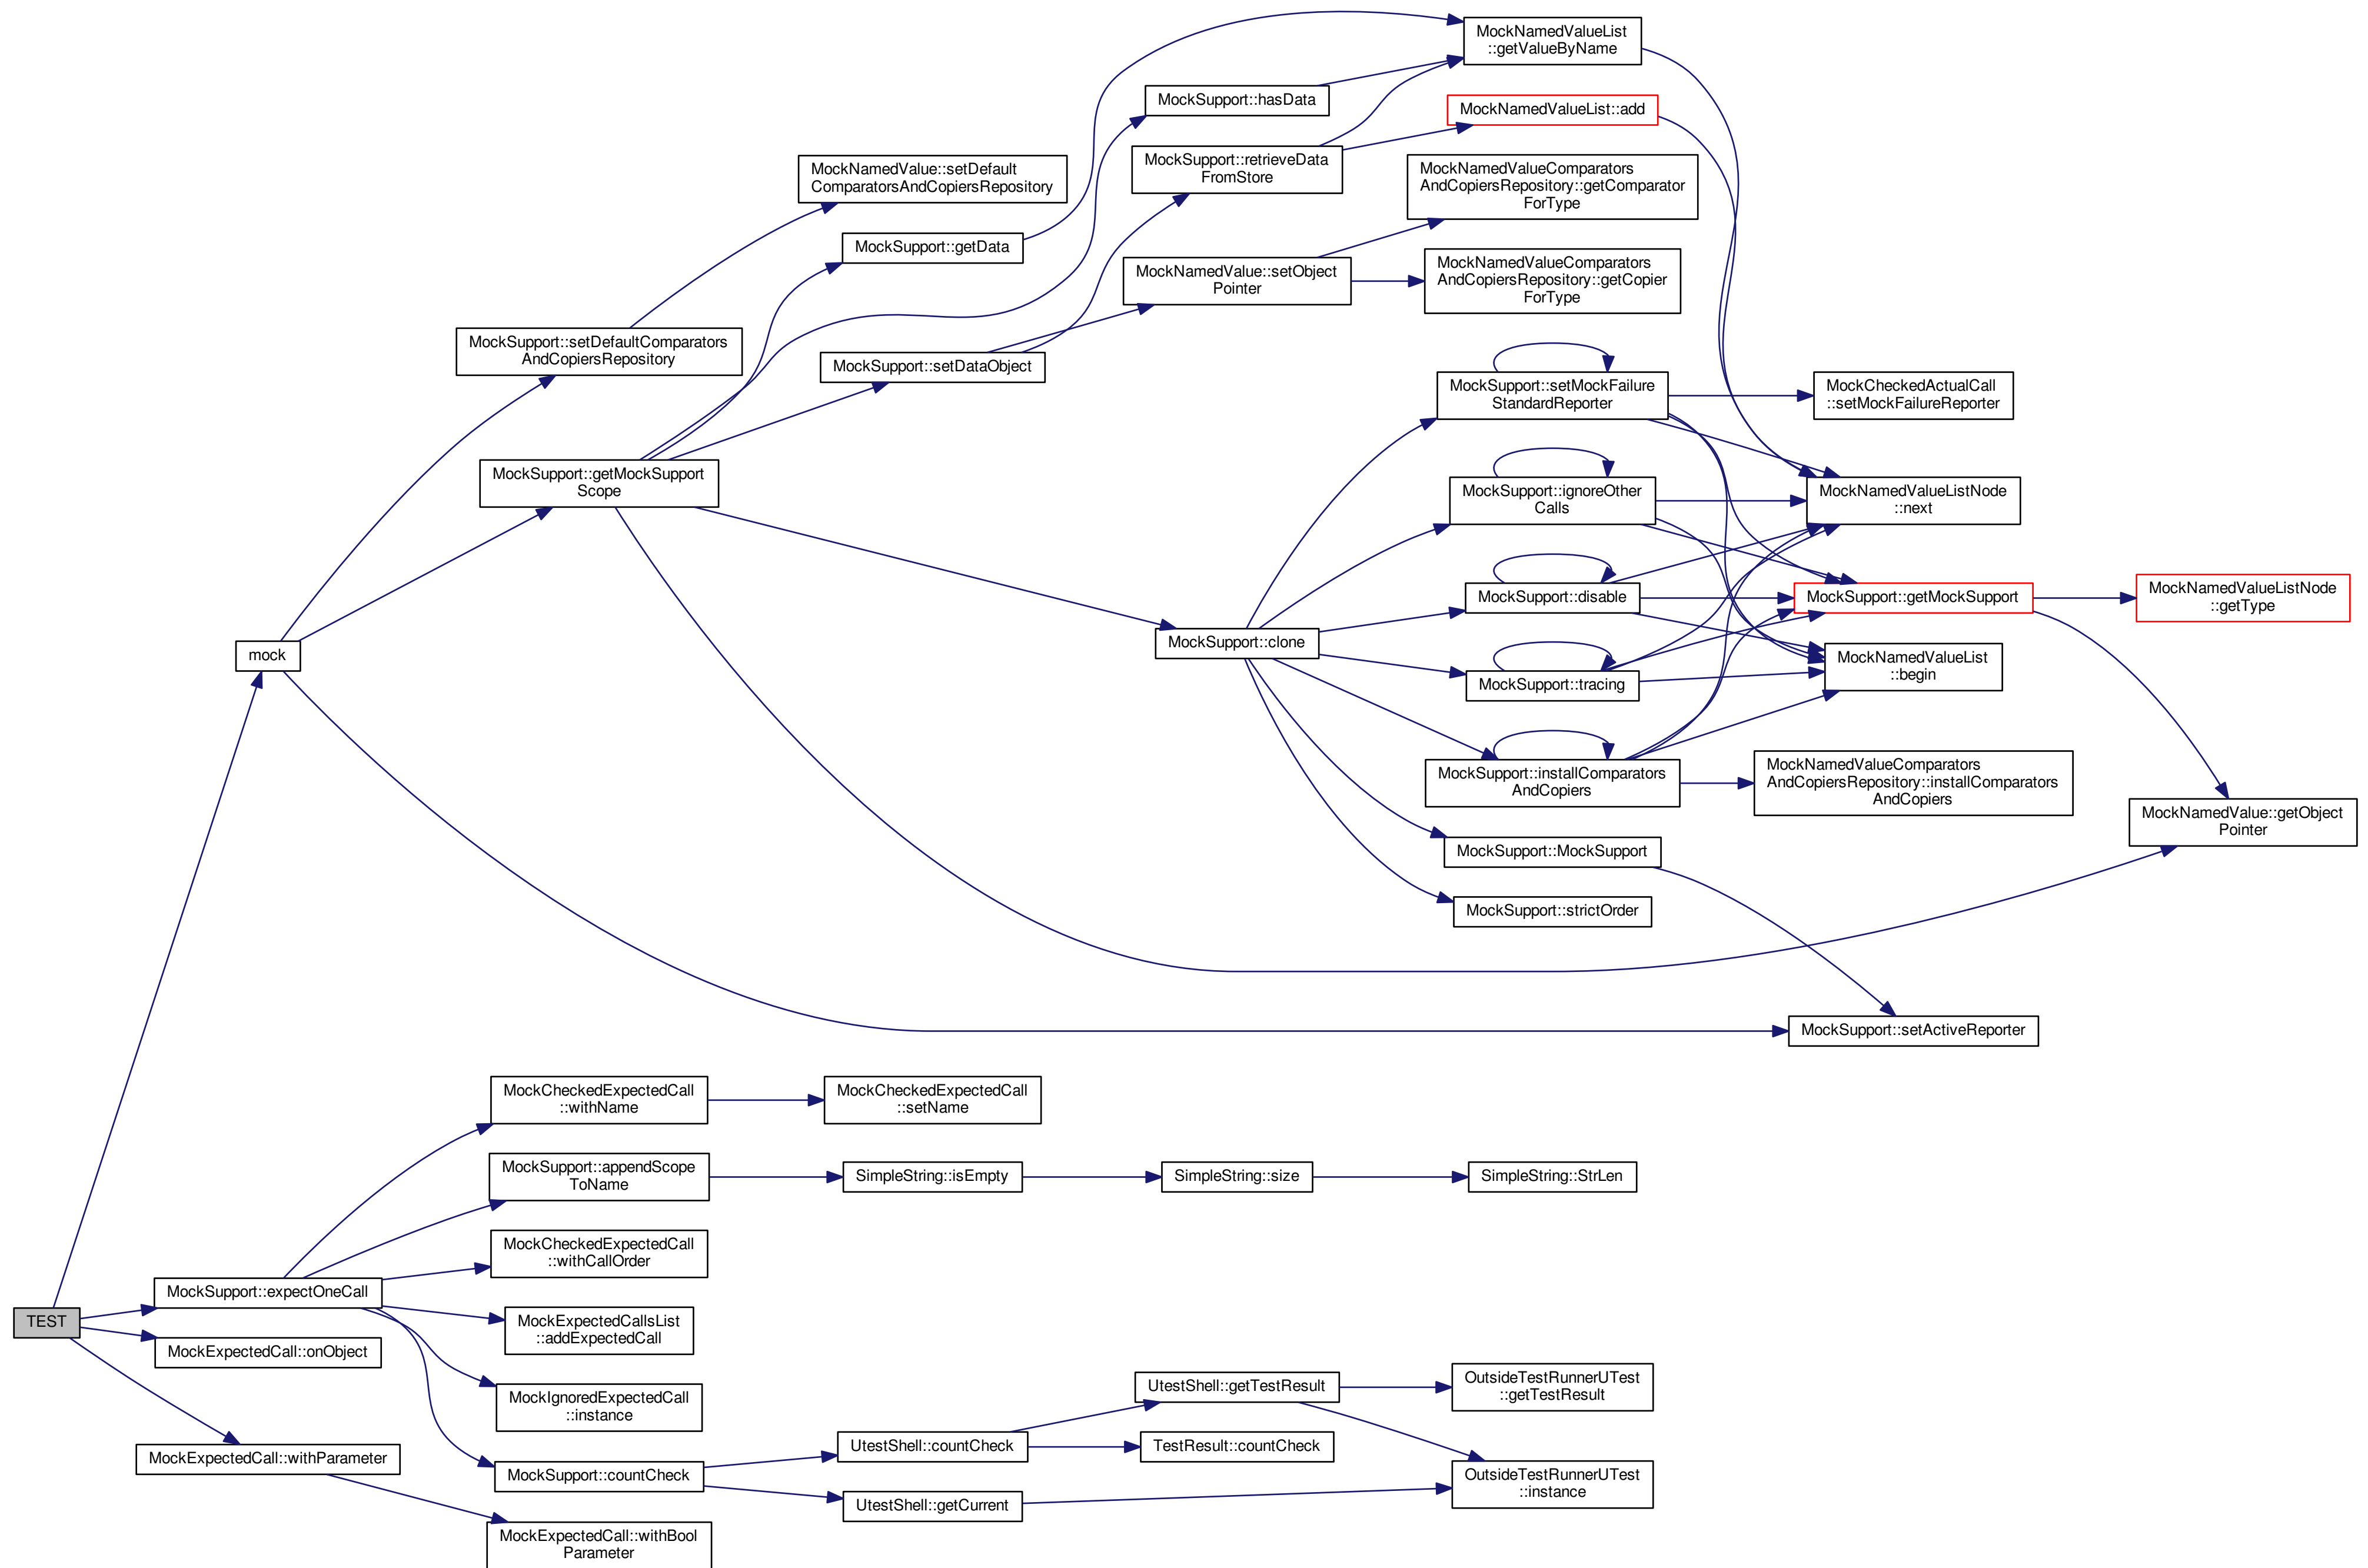 MockNamedValueList
::getValueByName
MockSupport::hasData
MockNamedValueList::add
MockSupport::retrieveData
FromStore
MockNamedValue::setDefault
ComparatorsAndCopiersRepository
MockNamedValueComparators
AndCopiersRepository::getComparator
ForType
MockSupport::getData
MockNamedValue::setObject
Pointer
MockNamedValueComparators
AndCopiersRepository::getCopier
ForType
MockSupport::setDefaultComparators
AndCopiersRepository
MockSupport::setDataObject
MockSupport::setMockFailure
StandardReporter
MockCheckedActualCall
::setMockFailureReporter
MockSupport::getMockSupport
Scope
MockSupport::ignoreOther
Calls
MockNamedValueListNode
::next
MockSupport::disable
MockSupport::getMockSupport
MockNamedValueListNode
::getType
mock
MockSupport::clone
MockSupport::tracing
MockNamedValueList
::begin
MockSupport::installComparators
AndCopiers
MockNamedValueComparators
AndCopiersRepository::installComparators
AndCopiers
MockNamedValue::getObject
Pointer
MockSupport::MockSupport
MockSupport::strictOrder
MockSupport::setActiveReporter
MockCheckedExpectedCall
::withName
MockCheckedExpectedCall
::setName
MockSupport::appendScope
ToName
SimpleString::isEmpty
SimpleString::size
SimpleString::StrLen
MockCheckedExpectedCall
::withCallOrder
MockSupport::expectOneCall
TEST
MockExpectedCallsList
::addExpectedCall
MockExpectedCall::onObject
MockIgnoredExpectedCall
::instance
UtestShell::getTestResult
OutsideTestRunnerUTest
::getTestResult
MockExpectedCall::withParameter
UtestShell::countCheck
TestResult::countCheck
MockSupport::countCheck
OutsideTestRunnerUTest
::instance
UtestShell::getCurrent
MockExpectedCall::withBool
Parameter